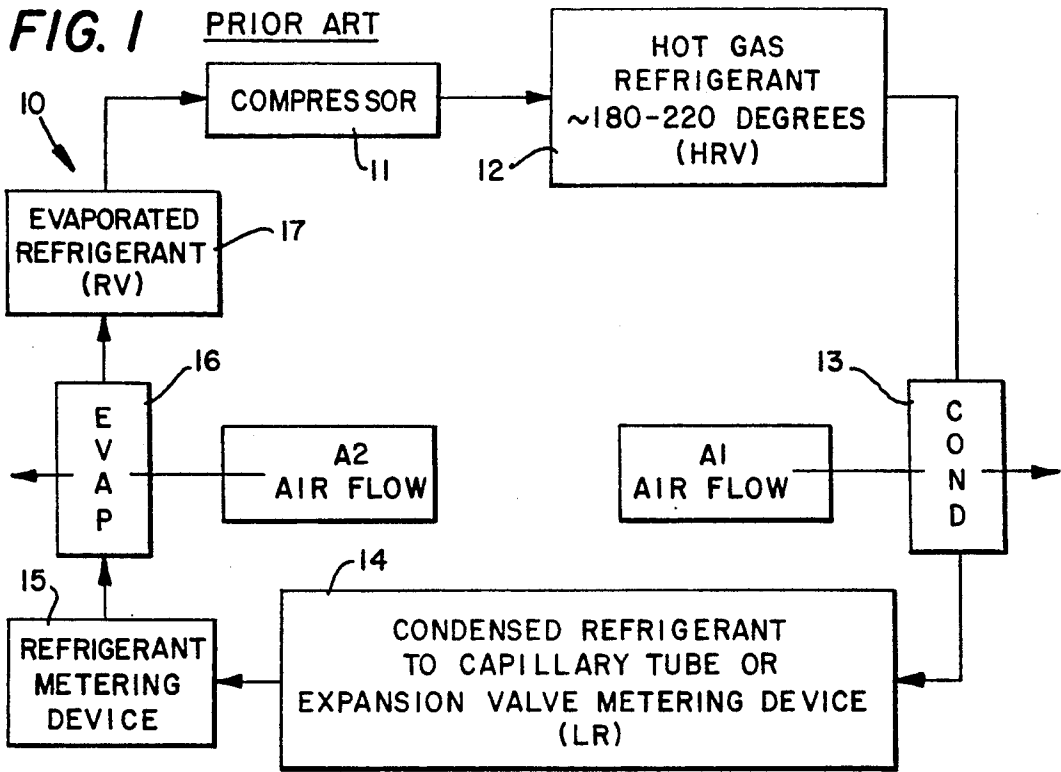 FIG. 1
PRIOR ART
10
COMPRESSOR
11
HOT GAS
REFRIGERANT
~180-220 DEGREES
(HRV)
12
EVAPORATED
REFRIGERANT
(RV)
17
16
EVAP
A2
AIR FLOW
A1
AIR FLOW
13
COND
15
REFRIGERANT
METERING
DEVICE
14
CONDENSED REFRIGERANT
TO CAPILLARY TUBE OR
EXPANSION VALVE METERING DEVICE
(LR)